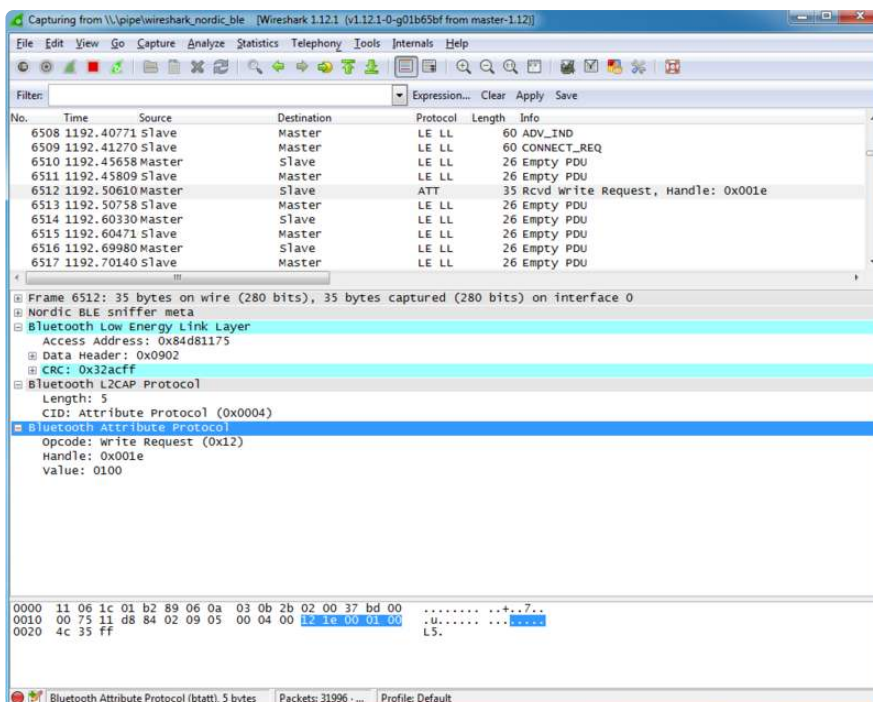 Capturing from \\.\pipe\wireshark_nordic_ble [Wireshark 1.12.1 (v1.12.1-0-g01b65bf from master-1.12)]
File Edit View Go Capture Analyze Statistics Telephony Tools Internals Help
Filter: Expression... Clear Apply Save
No. Time Source Destination Protocol Length Info
6508 1192.40771 Slave Master LE LL 60 ADV_IND
6509 1192.41270 Slave Master LE LL 60 CONNECT_REQ
6510 1192.45658 Master Slave LE LL 26 Empty PDU
6511 1192.45809 Slave Master LE LL 26 Empty PDU
6512 1192.50610 Master Slave ATT 35 Rcvd Write Request, Handle: 0x001e
6513 1192.50758 Slave Master LE LL 26 Empty PDU
6514 1192.60330 Master Slave LE LL 26 Empty PDU
6515 1192.60471 Slave Master LE LL 26 Empty PDU
6516 1192.69980 Master Slave LE LL 26 Empty PDU
6517 1192.70140 Slave Master LE LL 26 Empty PDU
Frame 6512: 35 bytes on wire (280 bits), 35 bytes captured (280 bits) on interface 0
Nordic BLE sniffer meta
Bluetooth Low Energy Link Layer
Access Address: 0x84d81175
Data Header: 0x0902
CRC: 0x32acff
Bluetooth L2CAP Protocol
Length: 5
CID: Attribute Protocol (0x0004)
Bluetooth Attribute Protocol
Opcode: Write Request (0x12)
Handle: 0x001e
Value: 0100
0000 11 06 1c 01 b2 89 06 0a 03 0b 2b 02 00 37 bd 00 ........ ..+..7..
0010 00 75 11 d8 84 02 09 05 00 04 00 12 1e 00 01 00 .u...... ........
0020 4c 35 ff L5.
Bluetooth Attribute Protocol (btatt), 5 bytes Packets: 31996 · ... Profile: Default